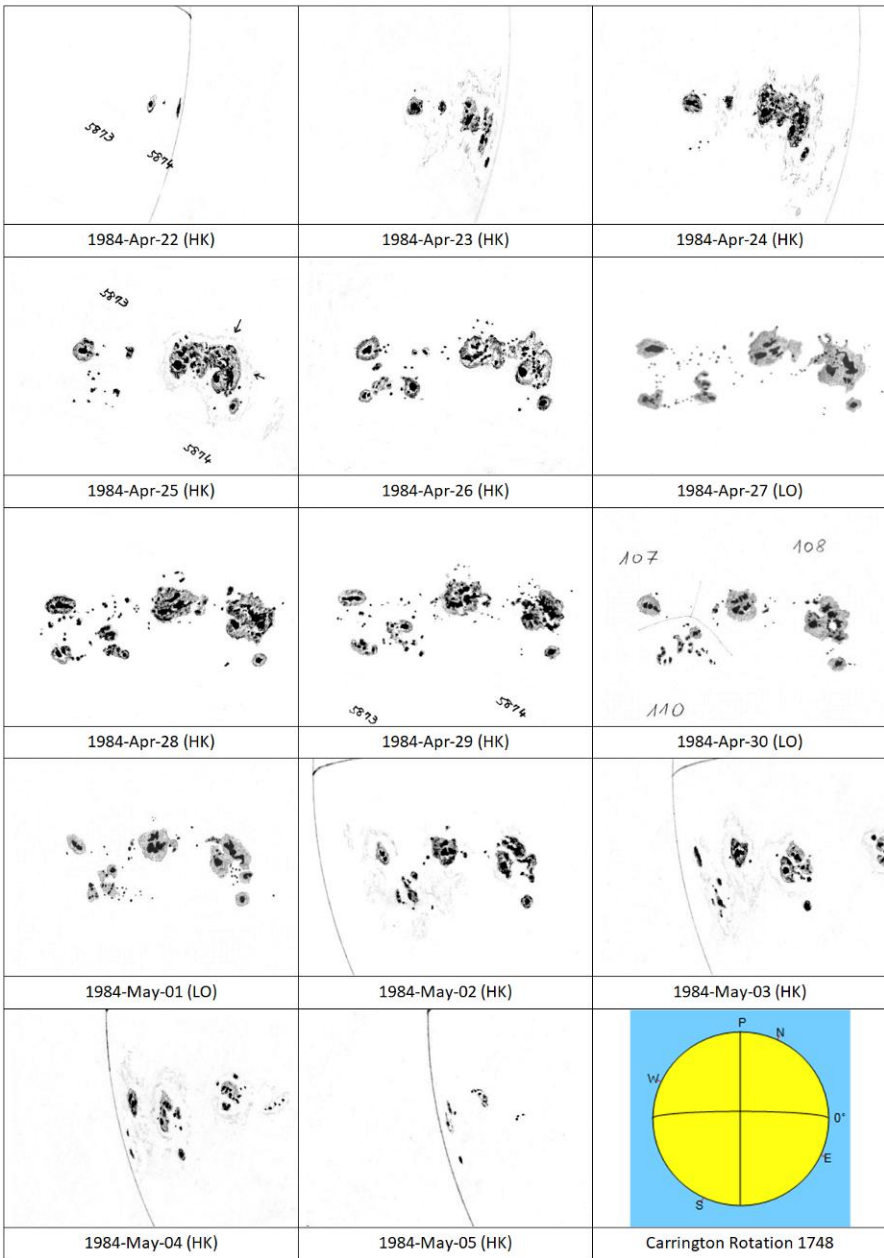 5873
5874
1984-Apr-22 (HK)
1984-Apr-23 (HK)
1984-Apr-24 (HK)
5873
5874
1984-Apr-25 (HK)
1984-Apr-26 (HK)
1984-Apr-27 (LO)
5873
5874
107
108
110
1984-Apr-28 (HK)
1984-Apr-29 (HK)
1984-Apr-30 (LO)
1984-May-01 (LO)
1984-May-02 (HK)
1984-May-03 (HK)
P
N
W
0°
E
S
1984-May-04 (HK)
1984-May-05 (HK)
Carrington Rotation 1748